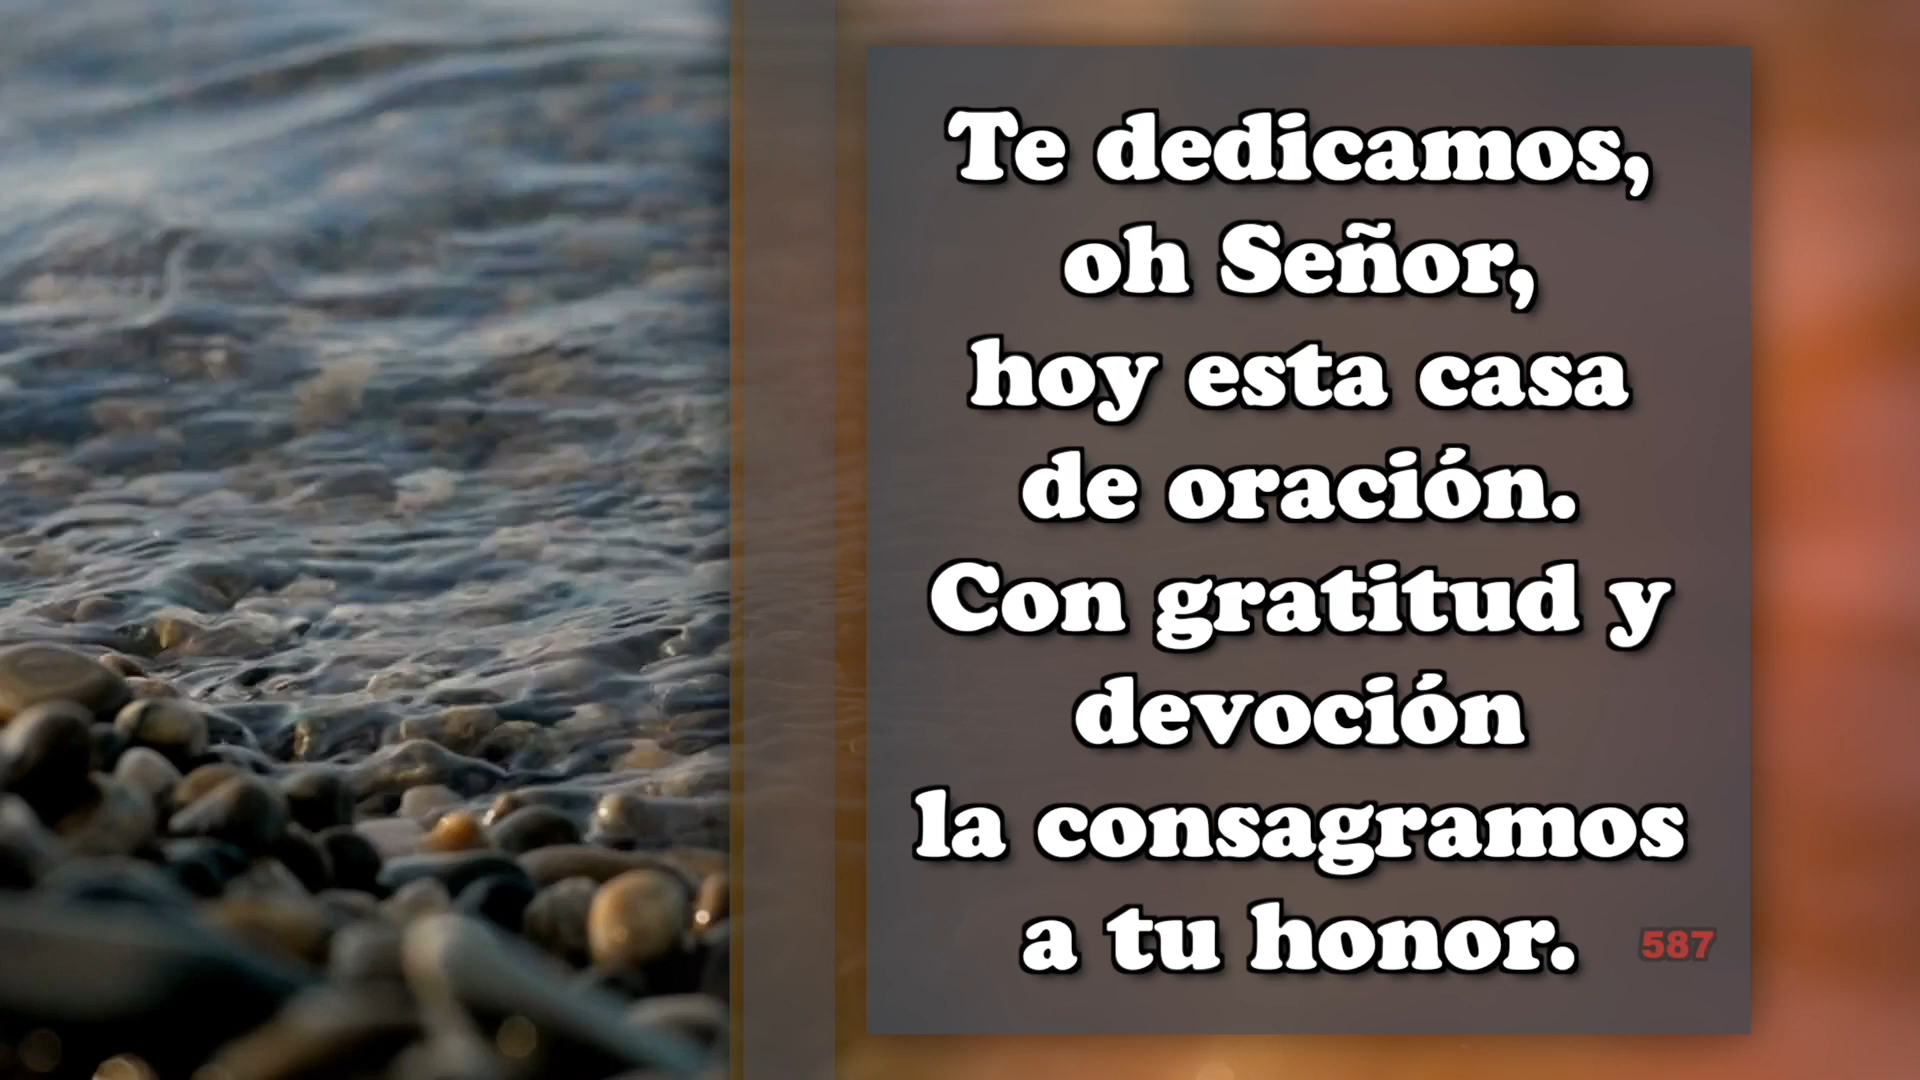 Te dedicamos,
oh Señor,
hoy esta casa
de oración.
Con gratitud y
devoción
la consagramos
a tu honor.
587